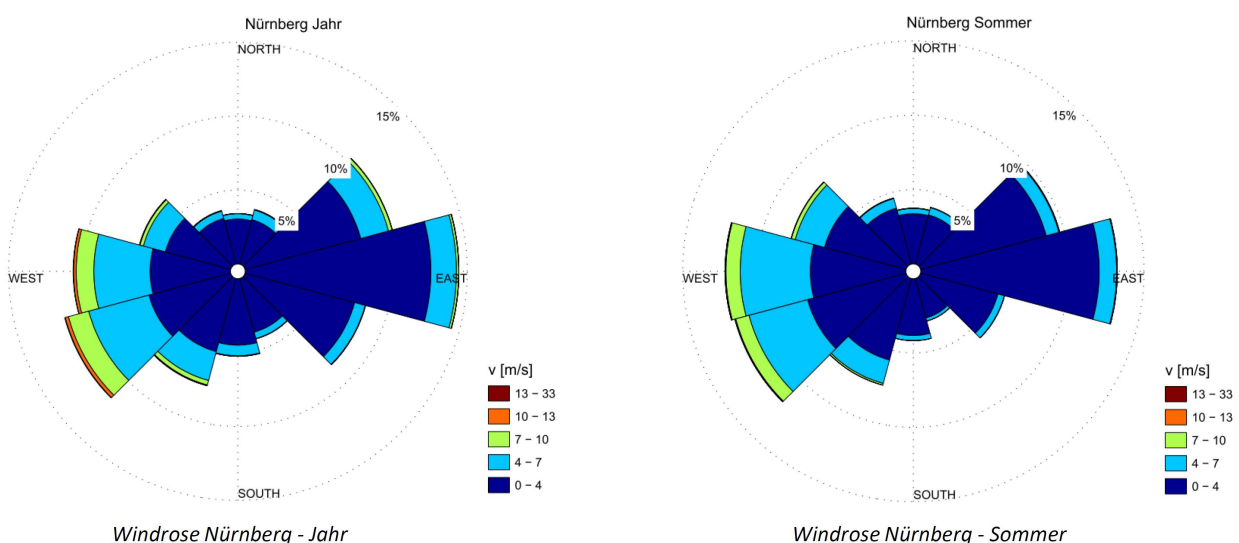 Nürnberg Jahr
NORTH
15%
10%
5%
WEST
EAST
SOUTH
v [m/s]
13 – 33
10 – 13
7 – 10
4 – 7
0 – 4
Windrose Nürnberg - Jahr
Nürnberg Sommer
NORTH
15%
10%
5%
WEST
EAST
SOUTH
v [m/s]
13 – 33
10 – 13
7 – 10
4 – 7
0 – 4
Windrose Nürnberg - Sommer